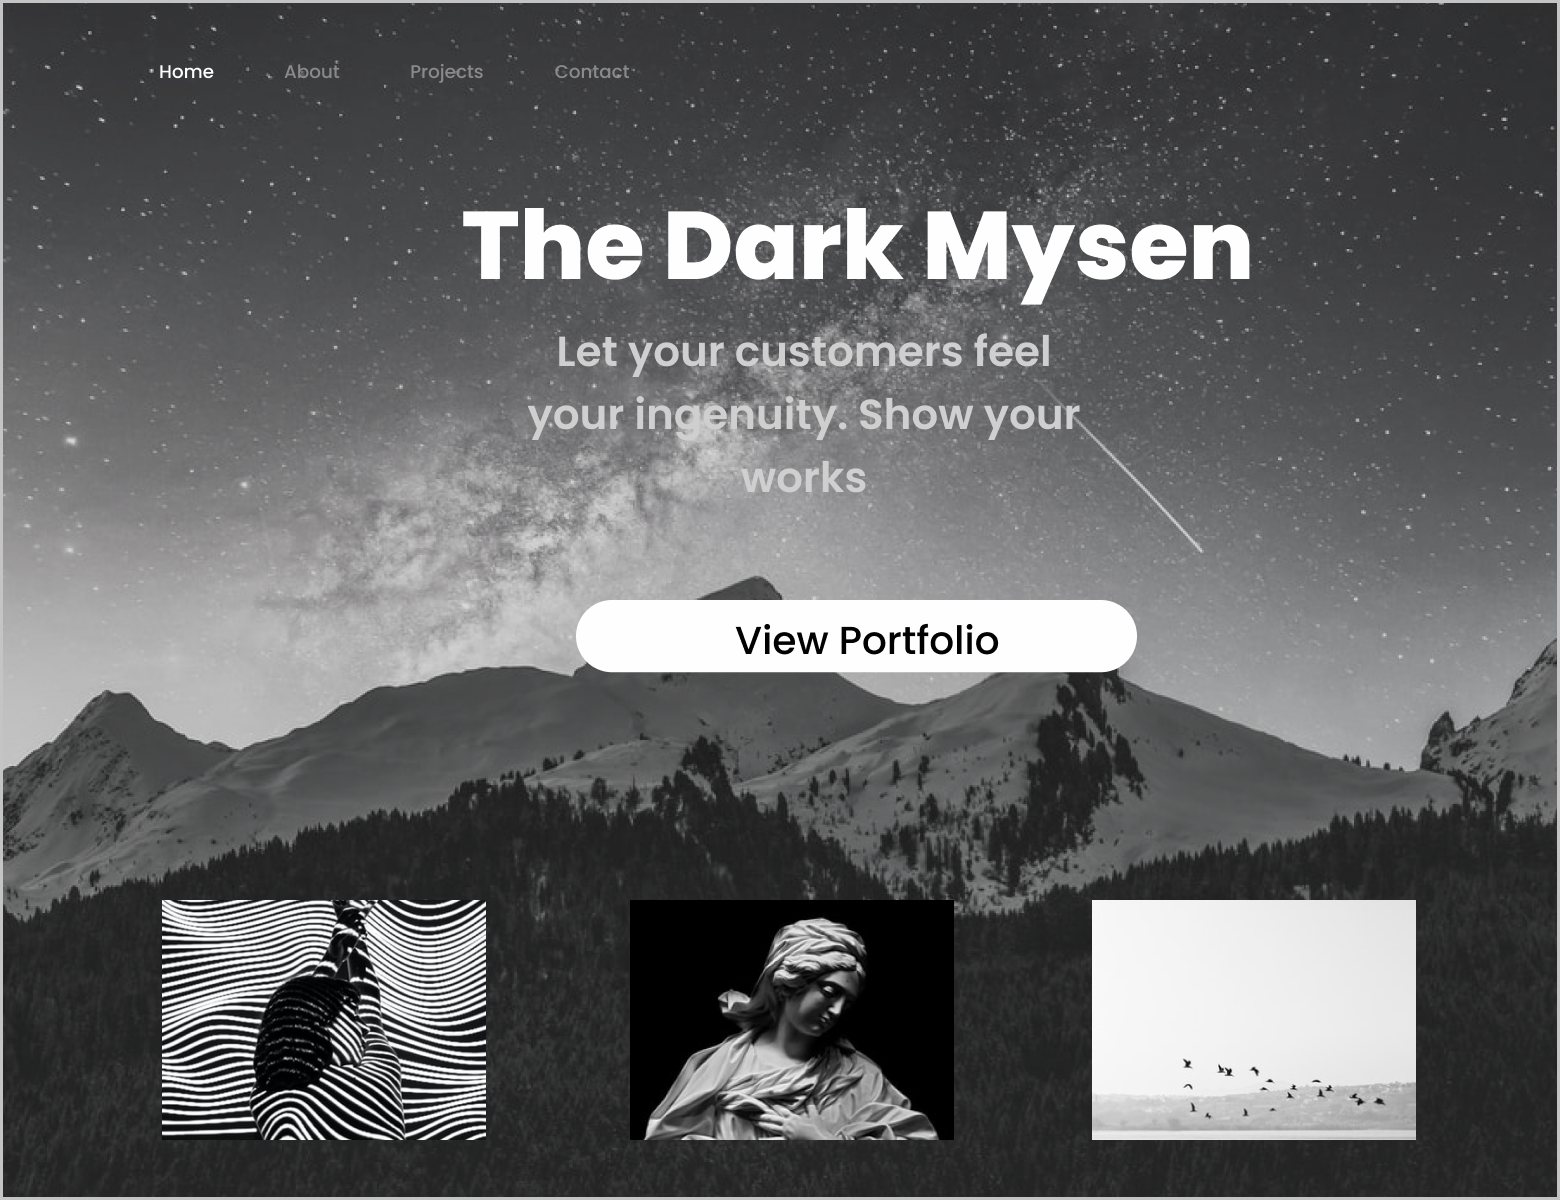 Home About Projects Contact
The Dark Mysen
Let your customers feel
your ingenuity. Show your
works
View Portfolio